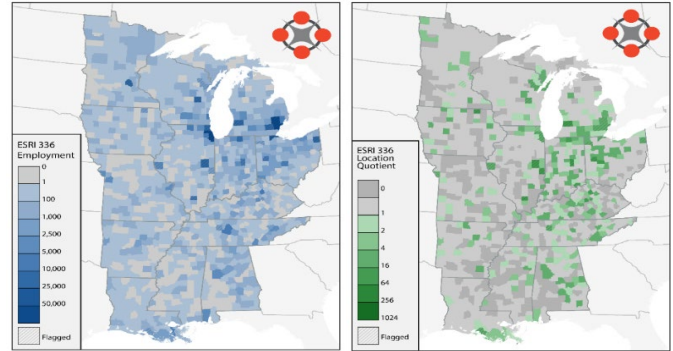 ESRI 336
Employment
0
1
100
1,000
2,500
5,000
10,000
25,000
50,000
Flagged
ESRI 336
Location
Quotient
0
1
2
4
16
64
256
1024
Flagged